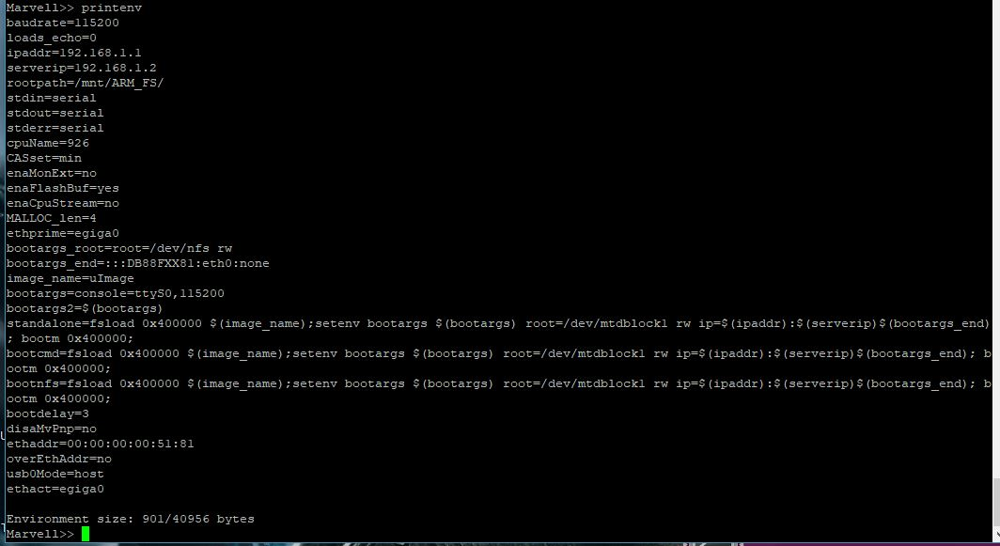 Marvell>> printenv
baudrate=115200
loads_echo=0
ipaddr=192.168.1.1
serverip=192.168.1.2
rootpath=/mnt/ARM_FS/
stdin=serial
stdout=serial
stderr=serial
cpuName=926
CASset=min
enaMonExt=no
enaFlashBuf=yes
enaCpuStream=no
MALLOC_len=4
ethprime=egiga0
bootargs_root=root=/dev/nfs rw
bootargs_end=:::DB88FXX81:eth0:none
image_name=uImage
bootargs=console=ttyS0,115200
bootargs2=$(bootargs)
standalone=fsload 0x400000 $(image_name);setenv bootargs $(bootargs) root=/dev/mtdblock1 rw ip=$(ipaddr):$(serverip)$(bootargs_end)
; bootm 0x400000;
bootcmd=fsload 0x400000 $(image_name);setenv bootargs $(bootargs) root=/dev/mtdblock1 rw ip=$(ipaddr):$(serverip)$(bootargs_end); b
ootm 0x400000;
bootnfs=fsload 0x400000 $(image_name);setenv bootargs $(bootargs) root=/dev/mtdblock1 rw ip=$(ipaddr):$(serverip)$(bootargs_end); b
ootm 0x400000;
bootdelay=3
disaMvPnp=no
ethaddr=00:00:00:00:51:81
overEthAddr=no
usb0Mode=host
ethact=egiga0
Environment size: 901/40956 bytes
Marvell>>